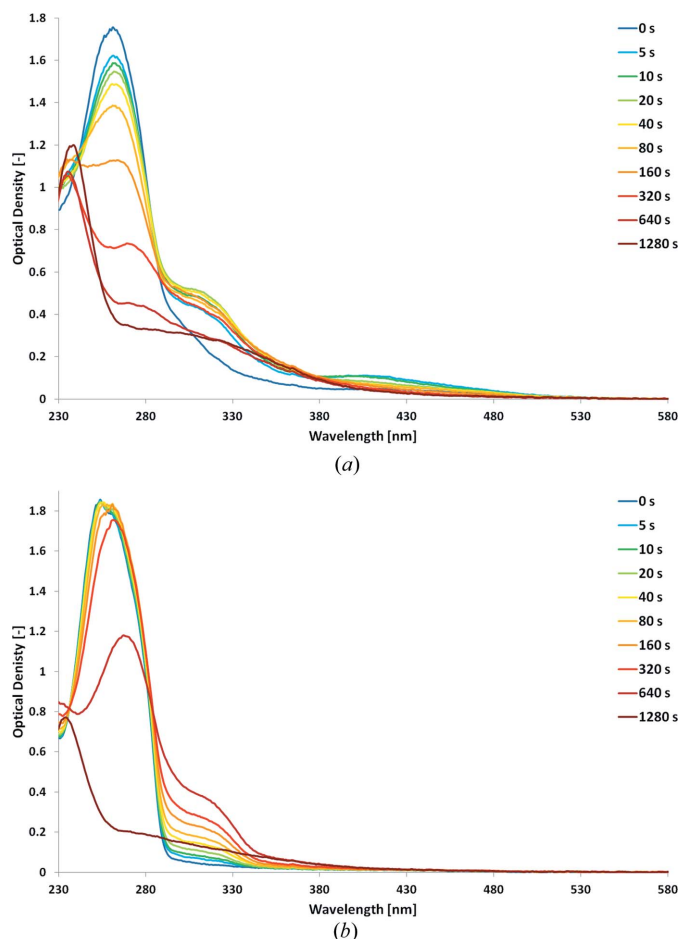 1.8
1.6
1.4
1.2
1
0.8
0.6
0.4
0.2
0
Optical Density [-]
230 280 330 380 430 480 530 580
Wavelength [nm]
0 s
5 s
10 s
20 s
40 s
80 s
160 s
320 s
640 s
1280 s
(a)
1.8
1.6
1.4
1.2
1
0.8
0.6
0.4
0.2
0
Optical Denisty [-]
230 280 330 380 430 480 530 580
Wavelength [nm]
0 s
5 s
10 s
20 s
40 s
80 s
160 s
320 s
640 s
1280 s
(b)